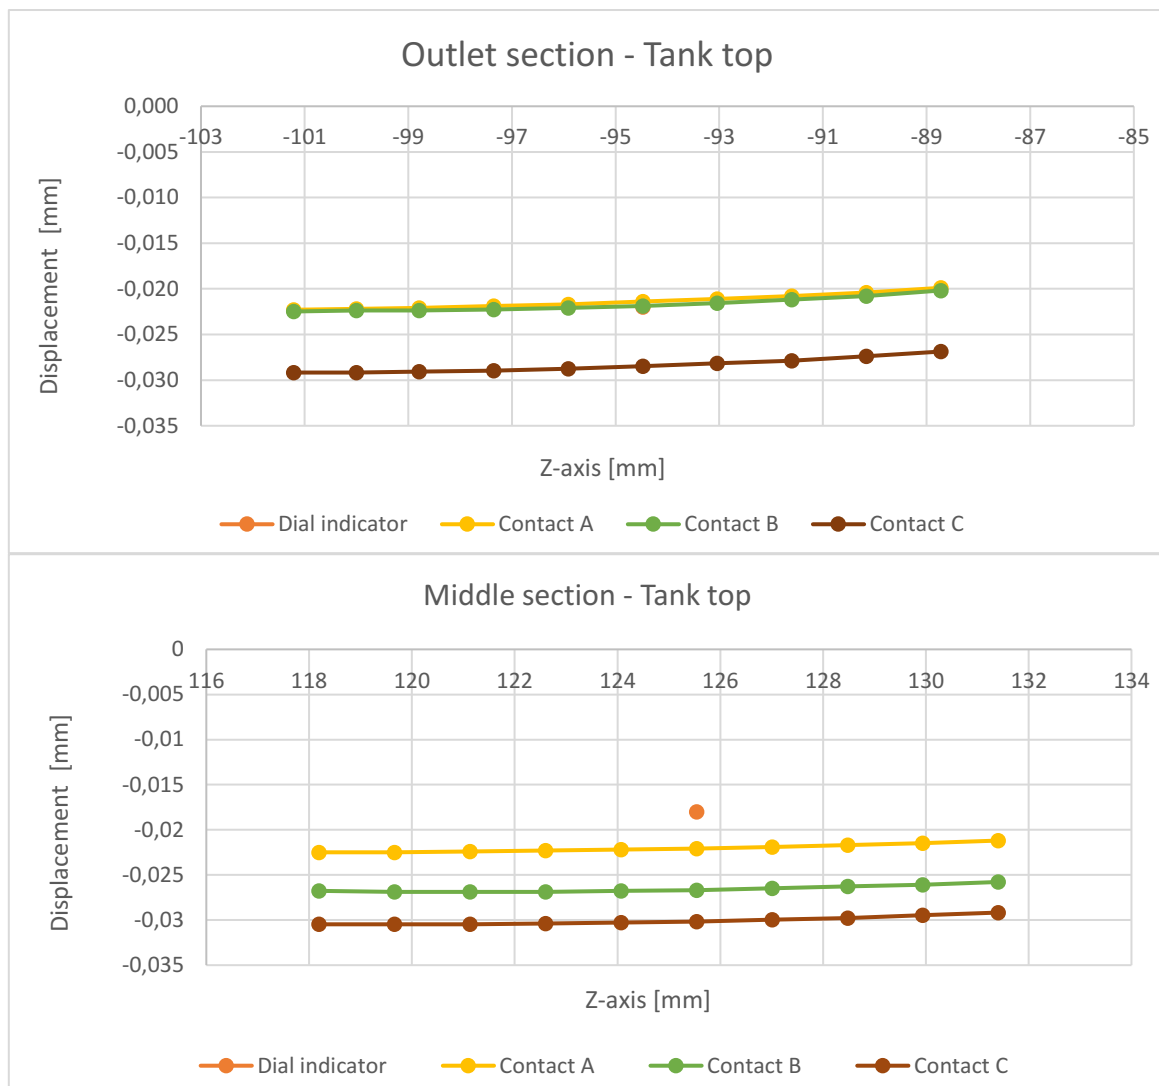 Outlet section - Tank top
0,000
-103 -101 -99 -97 -95 -93 -91 -89 -87 -85
-0,005
-0,010
-0,015
-0,020
-0,025
-0,030
-0,035
Displacement [mm]
Z-axis [mm]
Dial indicator Contact A Contact B Contact C
Middle section - Tank top
0
116 118 120 122 124 126 128 130 132 134
-0,005
-0,01
-0,015
-0,02
-0,025
-0,03
-0,035
Displacement [mm]
Z-axis [mm]
Dial indicator Contact A Contact B Contact C